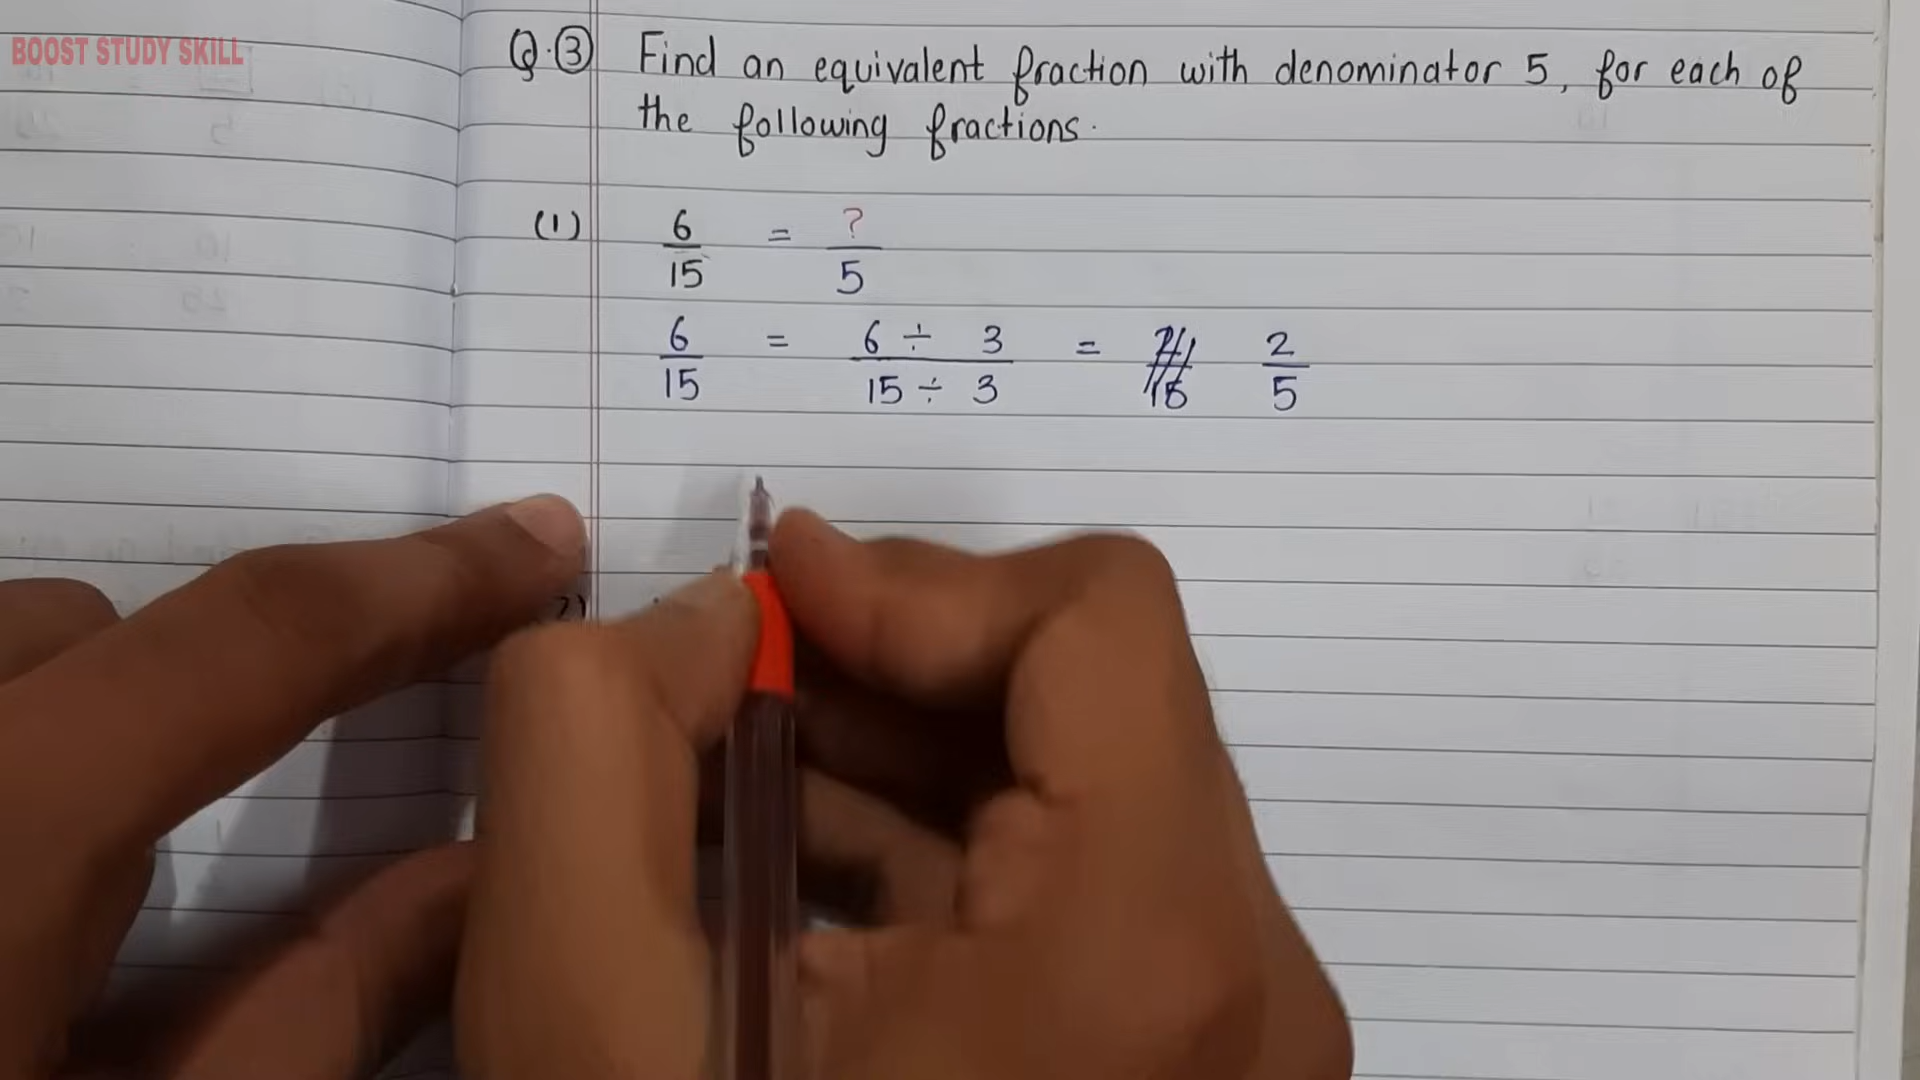 BOOST STUDY SKILL
Q.③ Find an equivalent fraction with denominator 5, for each of
the following fractions.
(1) 6/15 = ?/5
6/15 = 6 ÷ 3 / 15 ÷ 3 = 2/5
2)